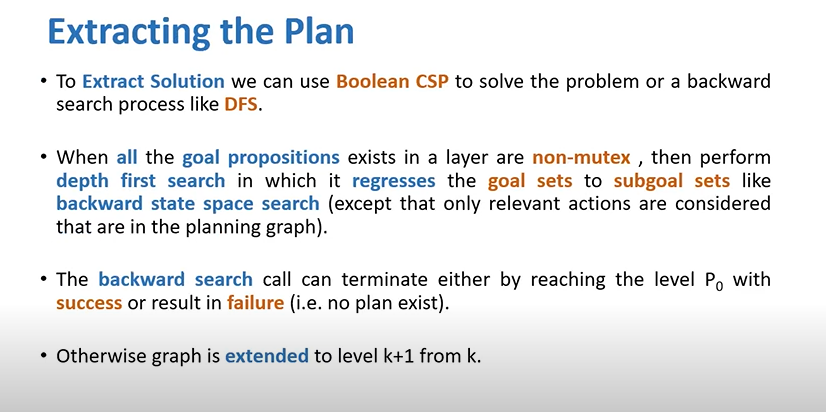 Extracting the Plan
• To Extract Solution we can use Boolean CSP to solve the problem or a backward
search process like DFS.
• When all the goal propositions exists in a layer are non-mutex , then perform
depth first search in which it regresses the goal sets to subgoal sets like
backward state space search (except that only relevant actions are considered
that are in the planning graph).
• The backward search call can terminate either by reaching the level P₀ with
success or result in failure (i.e. no plan exist).
• Otherwise graph is extended to level k+1 from k.